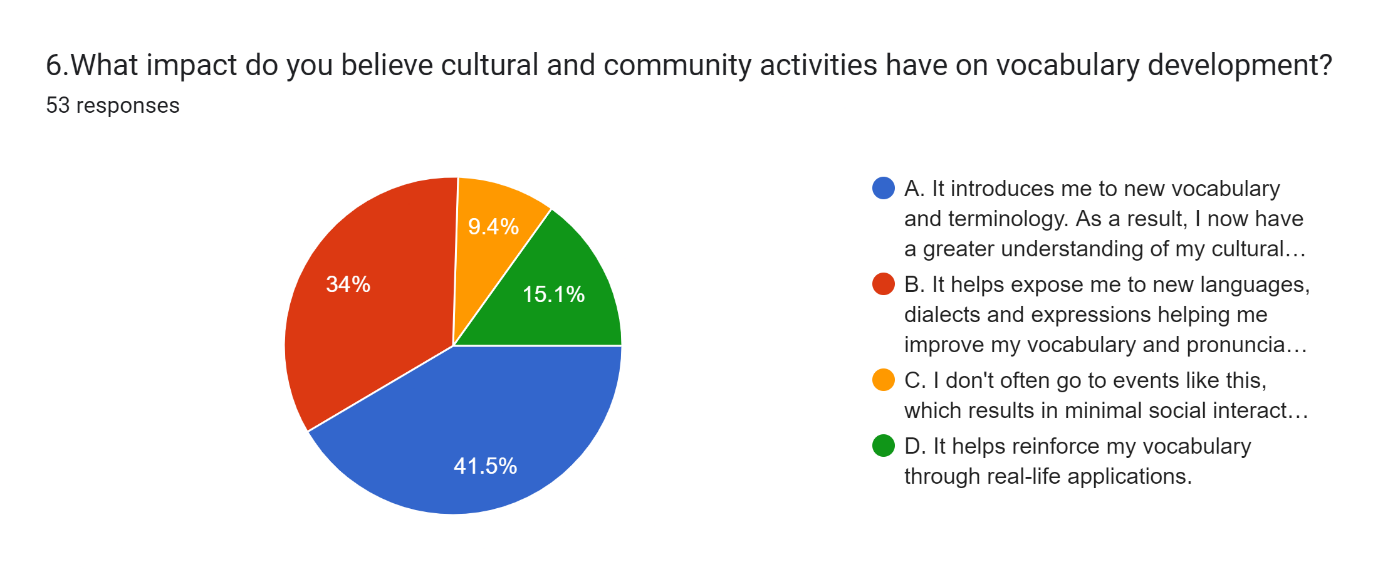 6.What impact do you believe cultural and community activities have on vocabulary development?
53 responses
9.4%
34%
15.1%
41.5%
A. It introduces me to new vocabulary
and terminology. As a result, I now have
a greater understanding of my cultural…
B. It helps expose me to new languages,
dialects and expressions helping me
improve my vocabulary and pronuncia…
C. I don't often go to events like this,
which results in minimal social interact…
D. It helps reinforce my vocabulary
through real-life applications.